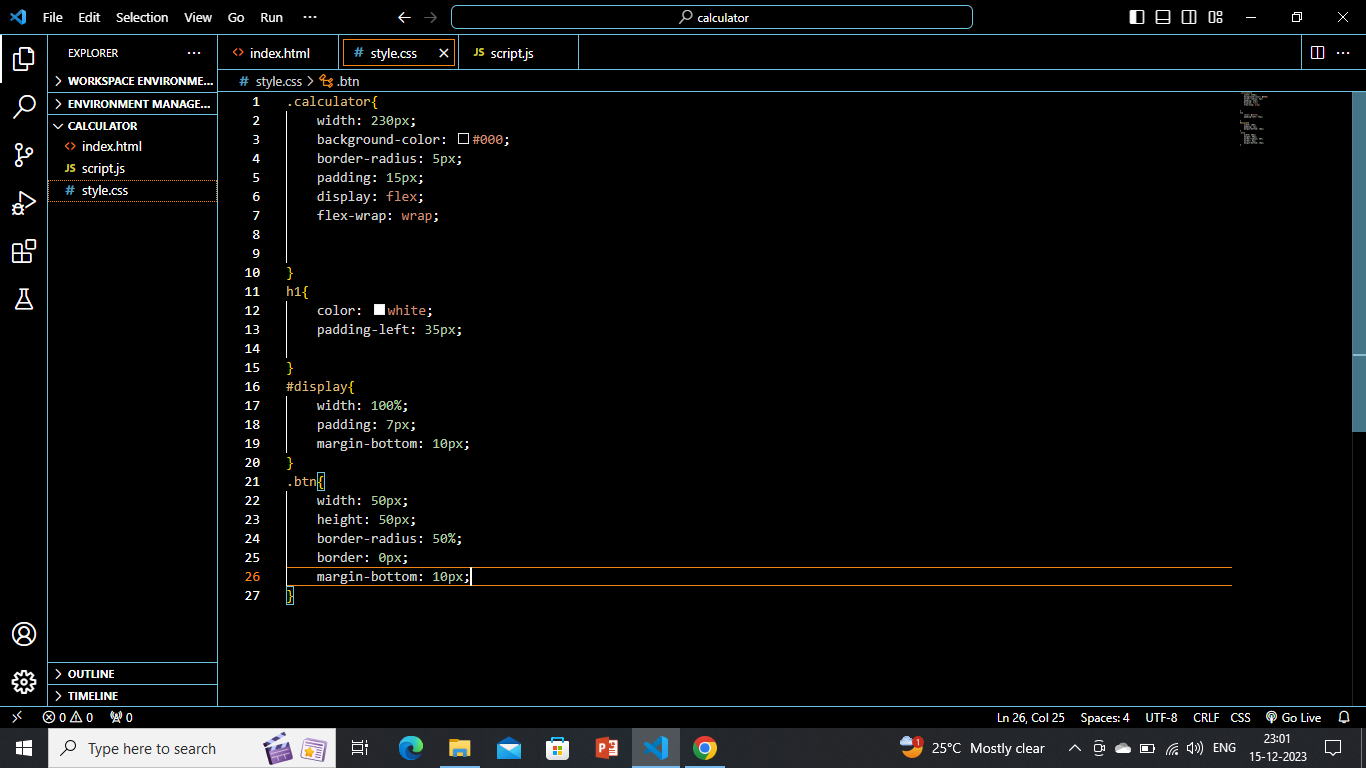 File Edit Selection View Go Run ··· calculator
EXPLORER ···
WORKSPACE ENVIRONME...
ENVIRONMENT MANAGE...
CALCULATOR
index.html
JS script.js
# style.css
OUTLINE
TIMELINE
index.html # style.css JS script.js
# style.css > .btn
1 .calculator{
2 width: 230px;
3 background-color: #000;
4 border-radius: 5px;
5 padding: 15px;
6 display: flex;
7 flex-wrap: wrap;
8
9
10 }
11 h1{
12 color: white;
13 padding-left: 35px;
14
15 }
16 #display{
17 width: 100%;
18 padding: 7px;
19 margin-bottom: 10px;
20 }
21 .btn{
22 width: 50px;
23 height: 50px;
24 border-radius: 50%;
25 border: 0px;
26 margin-bottom: 10px;
27 }
0 0 0 Ln 26, Col 25 Spaces: 4 UTF-8 CRLF CSS Go Live
Type here to search 1 25°C Mostly clear ENG 23:01
15-12-2023